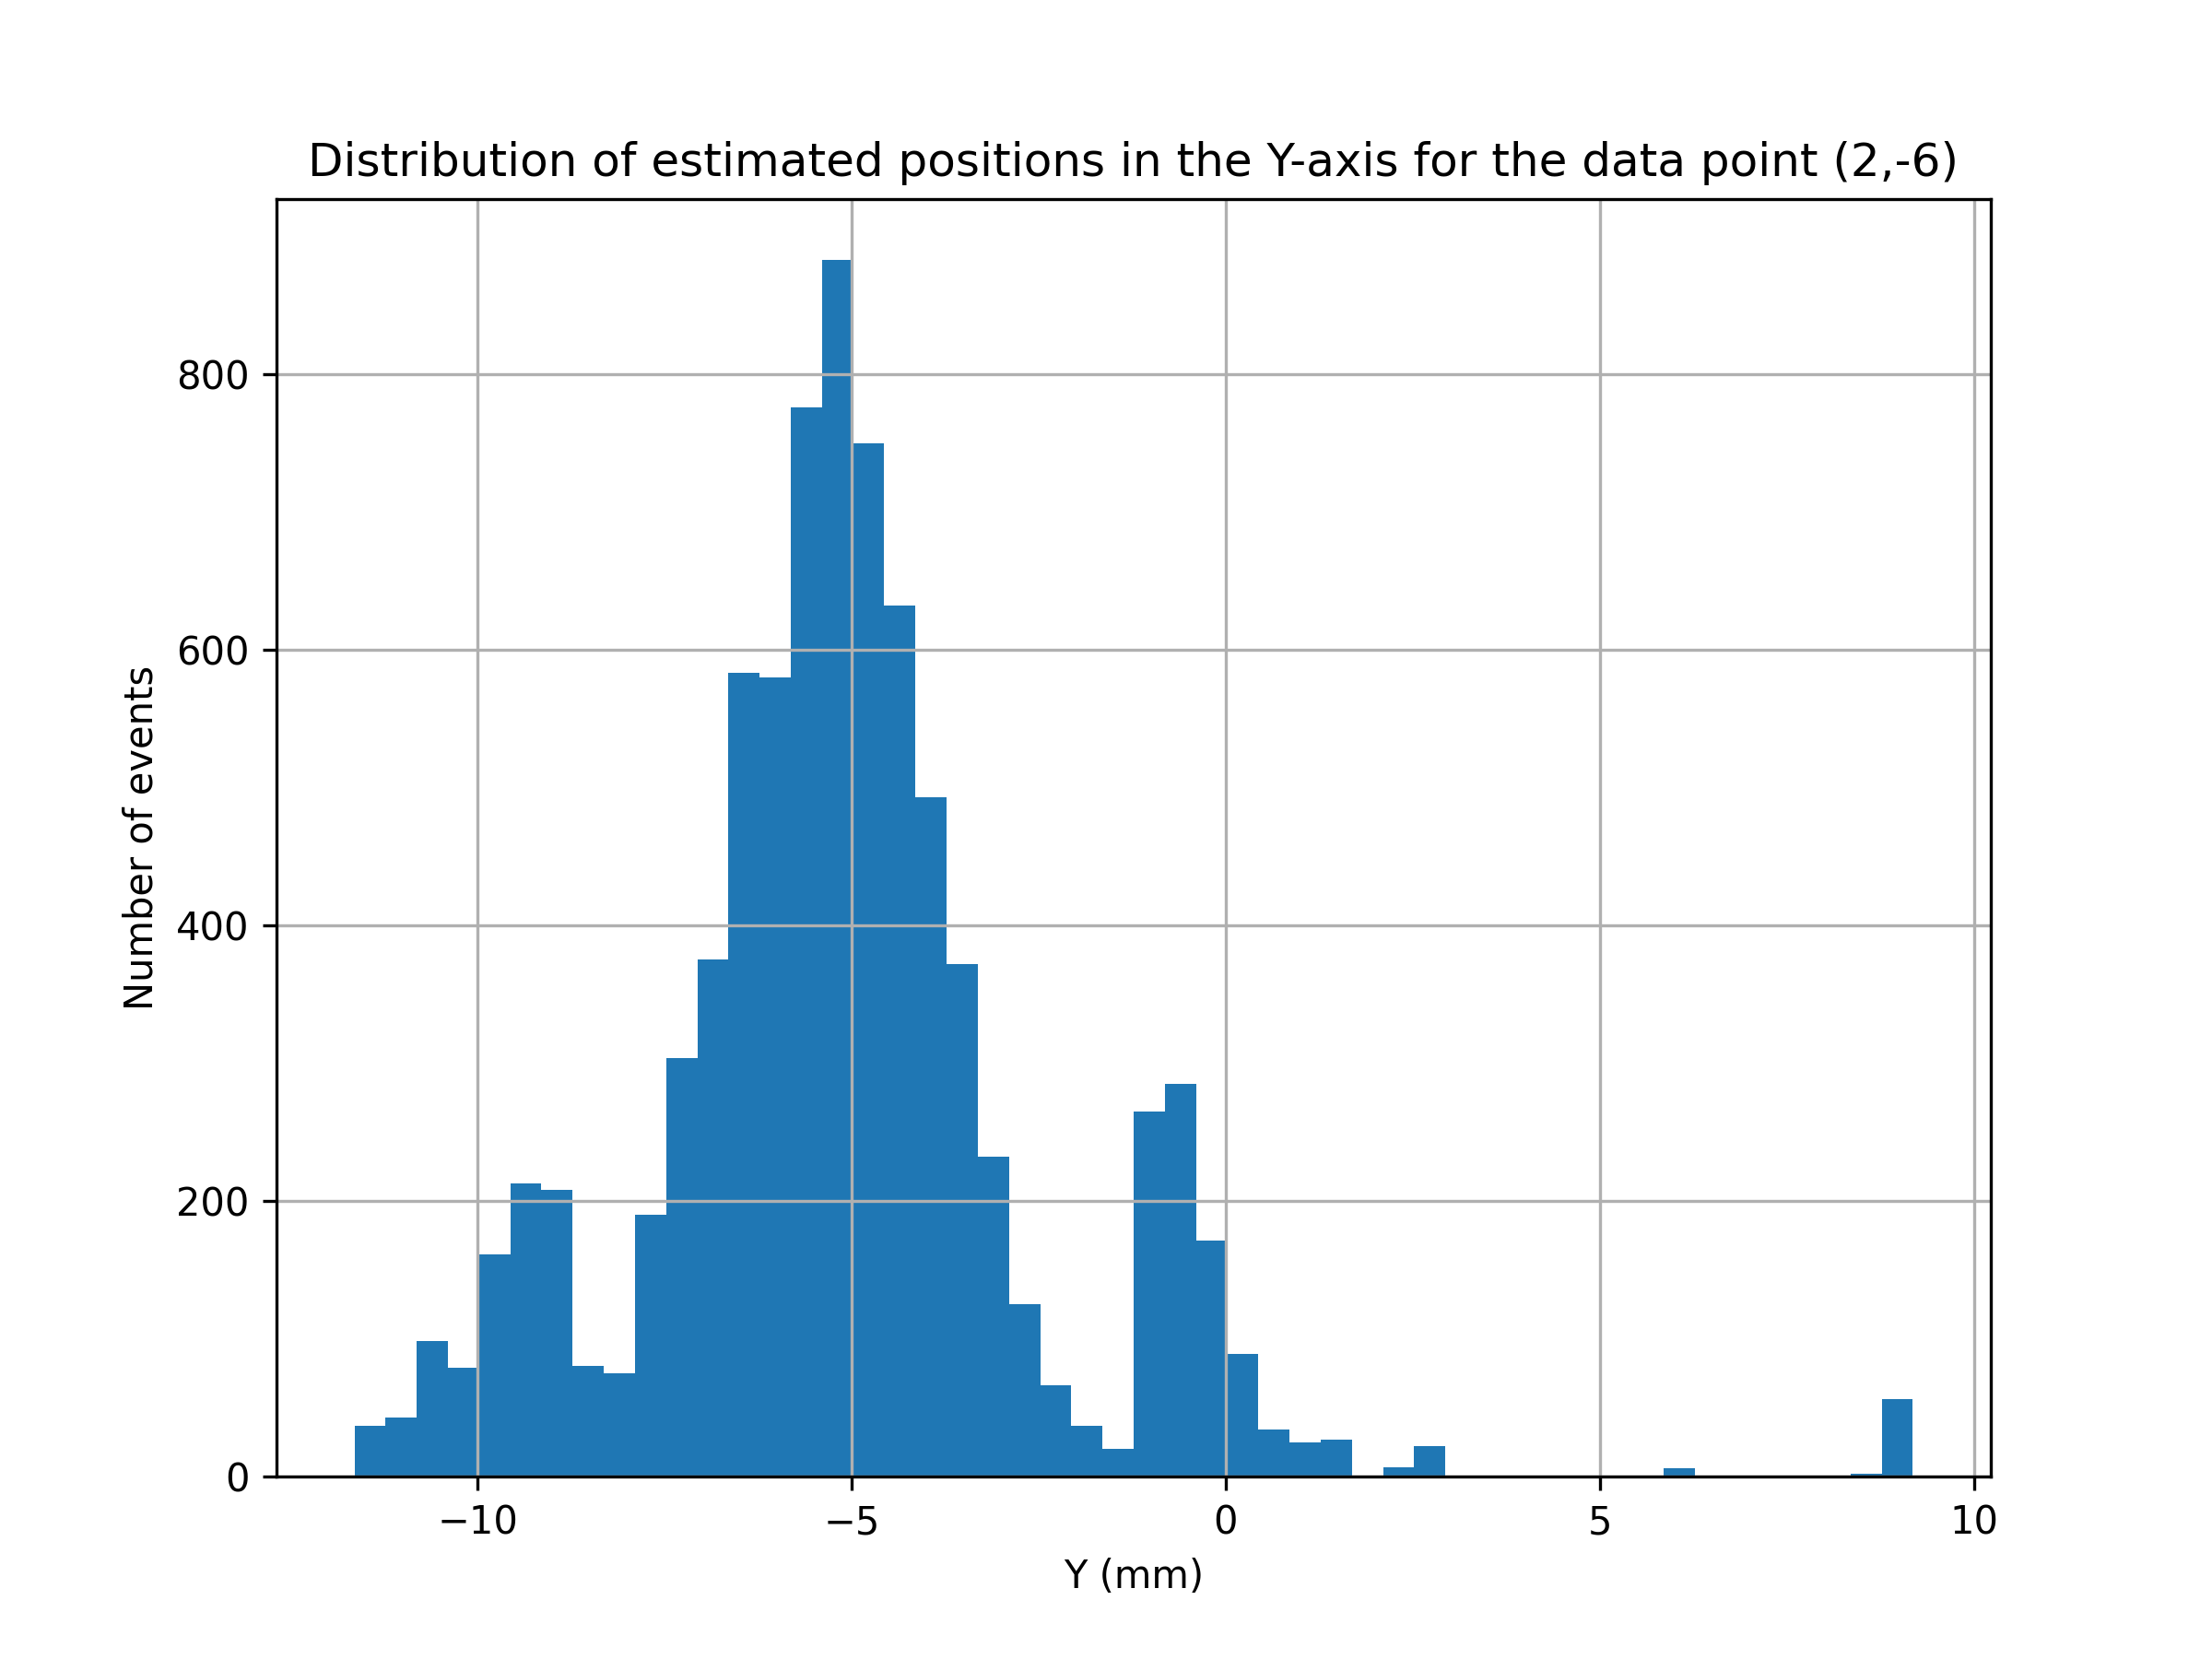 Distribution of estimated positions in the Y-axis for the data point (2,-6)
Number of events
800
600
400
200
0
−10 −5 0 5 10
Y (mm)